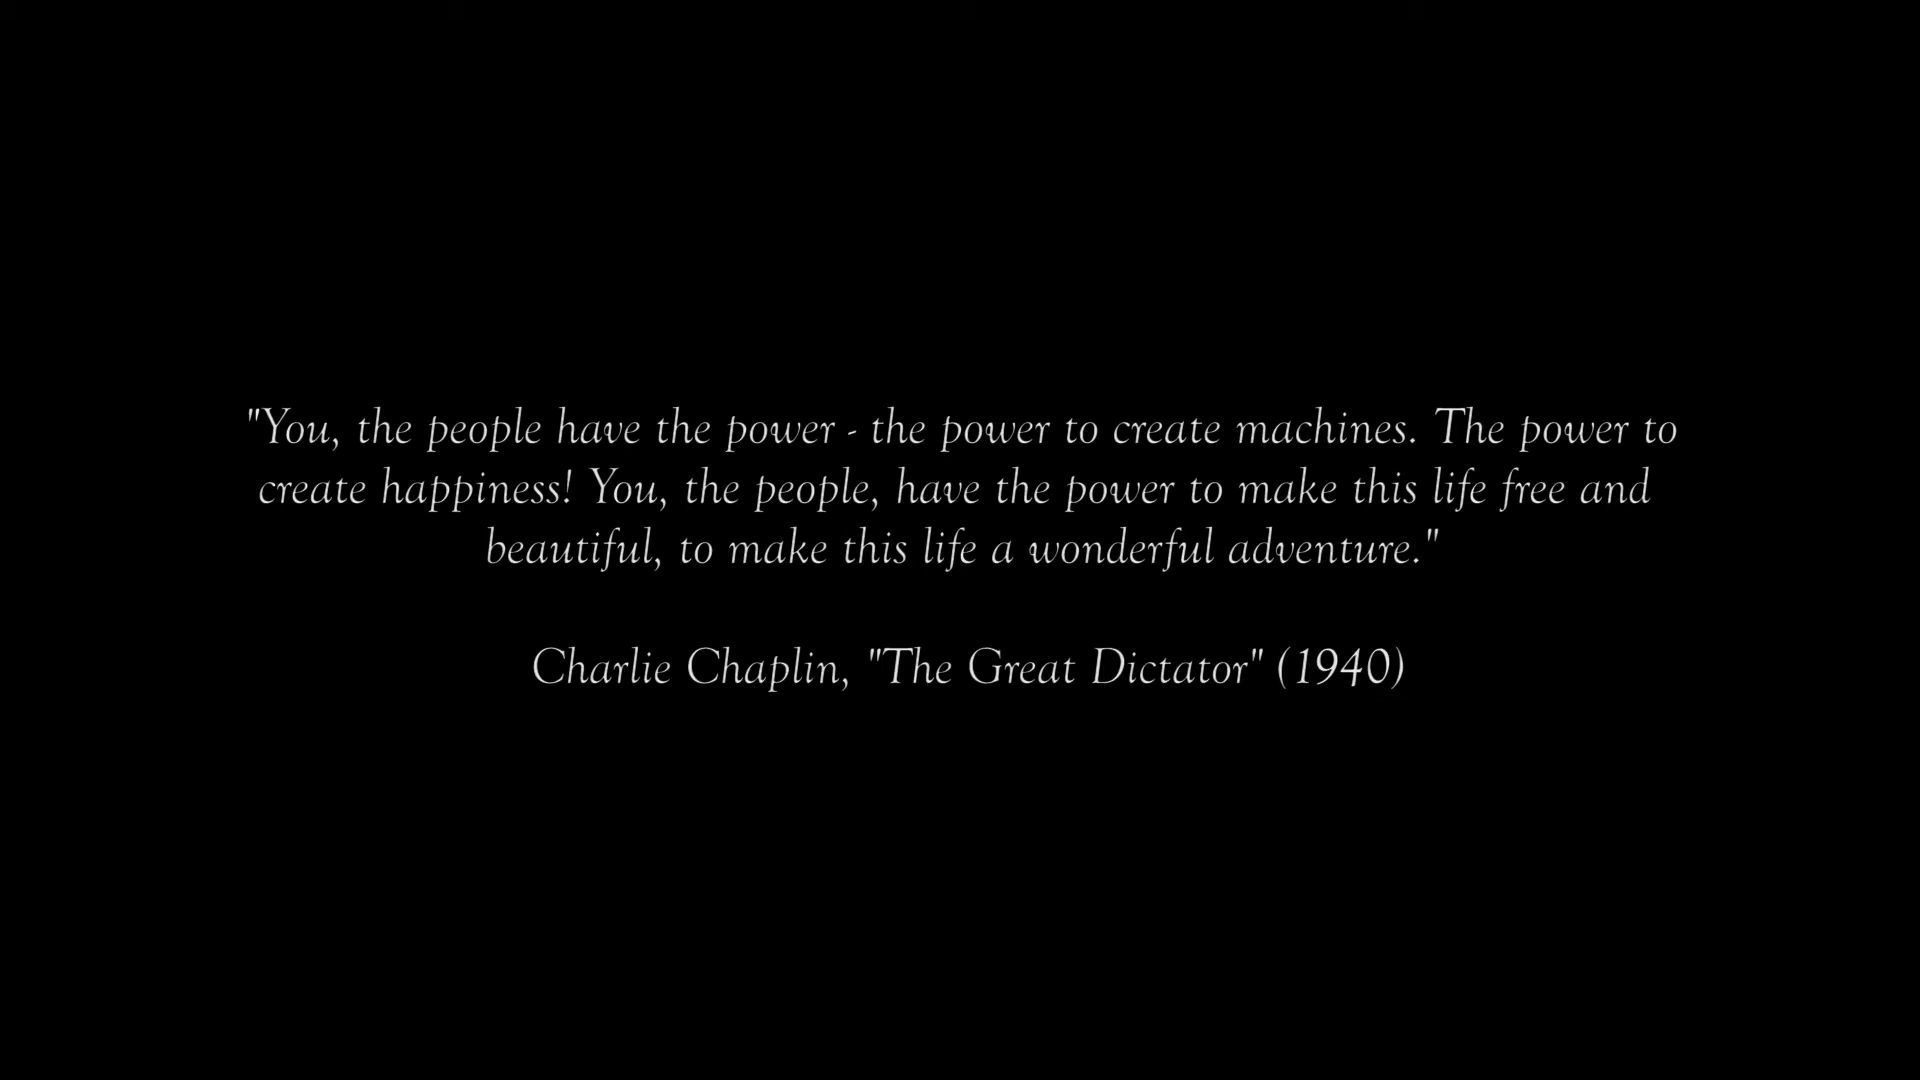 "You, the people have the power - the power to create machines. The power to
create happiness! You, the people, have the power to make this life free and
beautiful, to make this life a wonderful adventure."
Charlie Chaplin, "The Great Dictator" (1940)